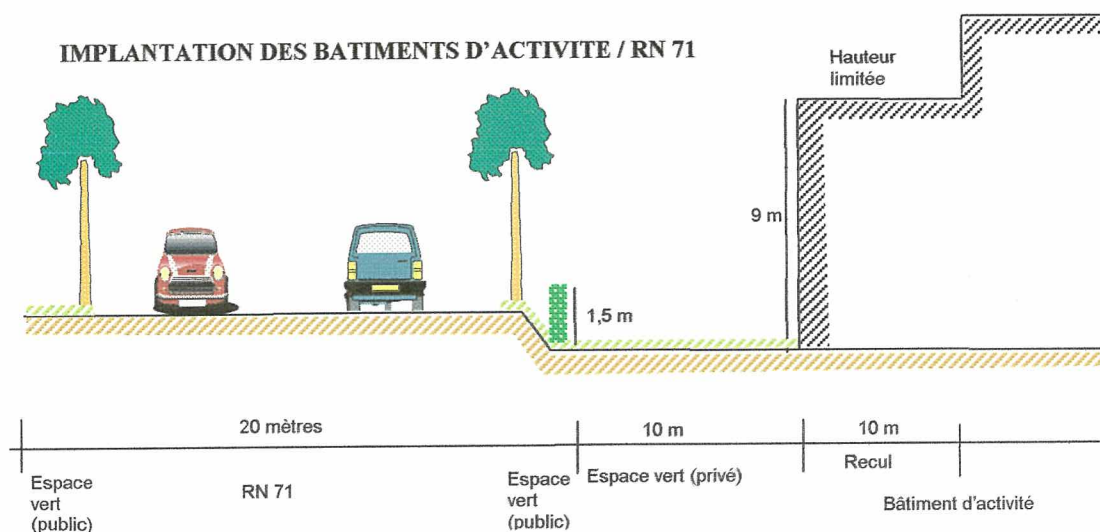 IMPLANTATION DES BATIMENTS D'ACTIVITE / RN 71
Hauteur
limitée
9 m
1,5 m
20 mètres
10 m
10 m
Espace
vert
(public)
RN 71
Espace
vert
(public)
Espace vert (privé)
Recul
Bâtiment d'activité